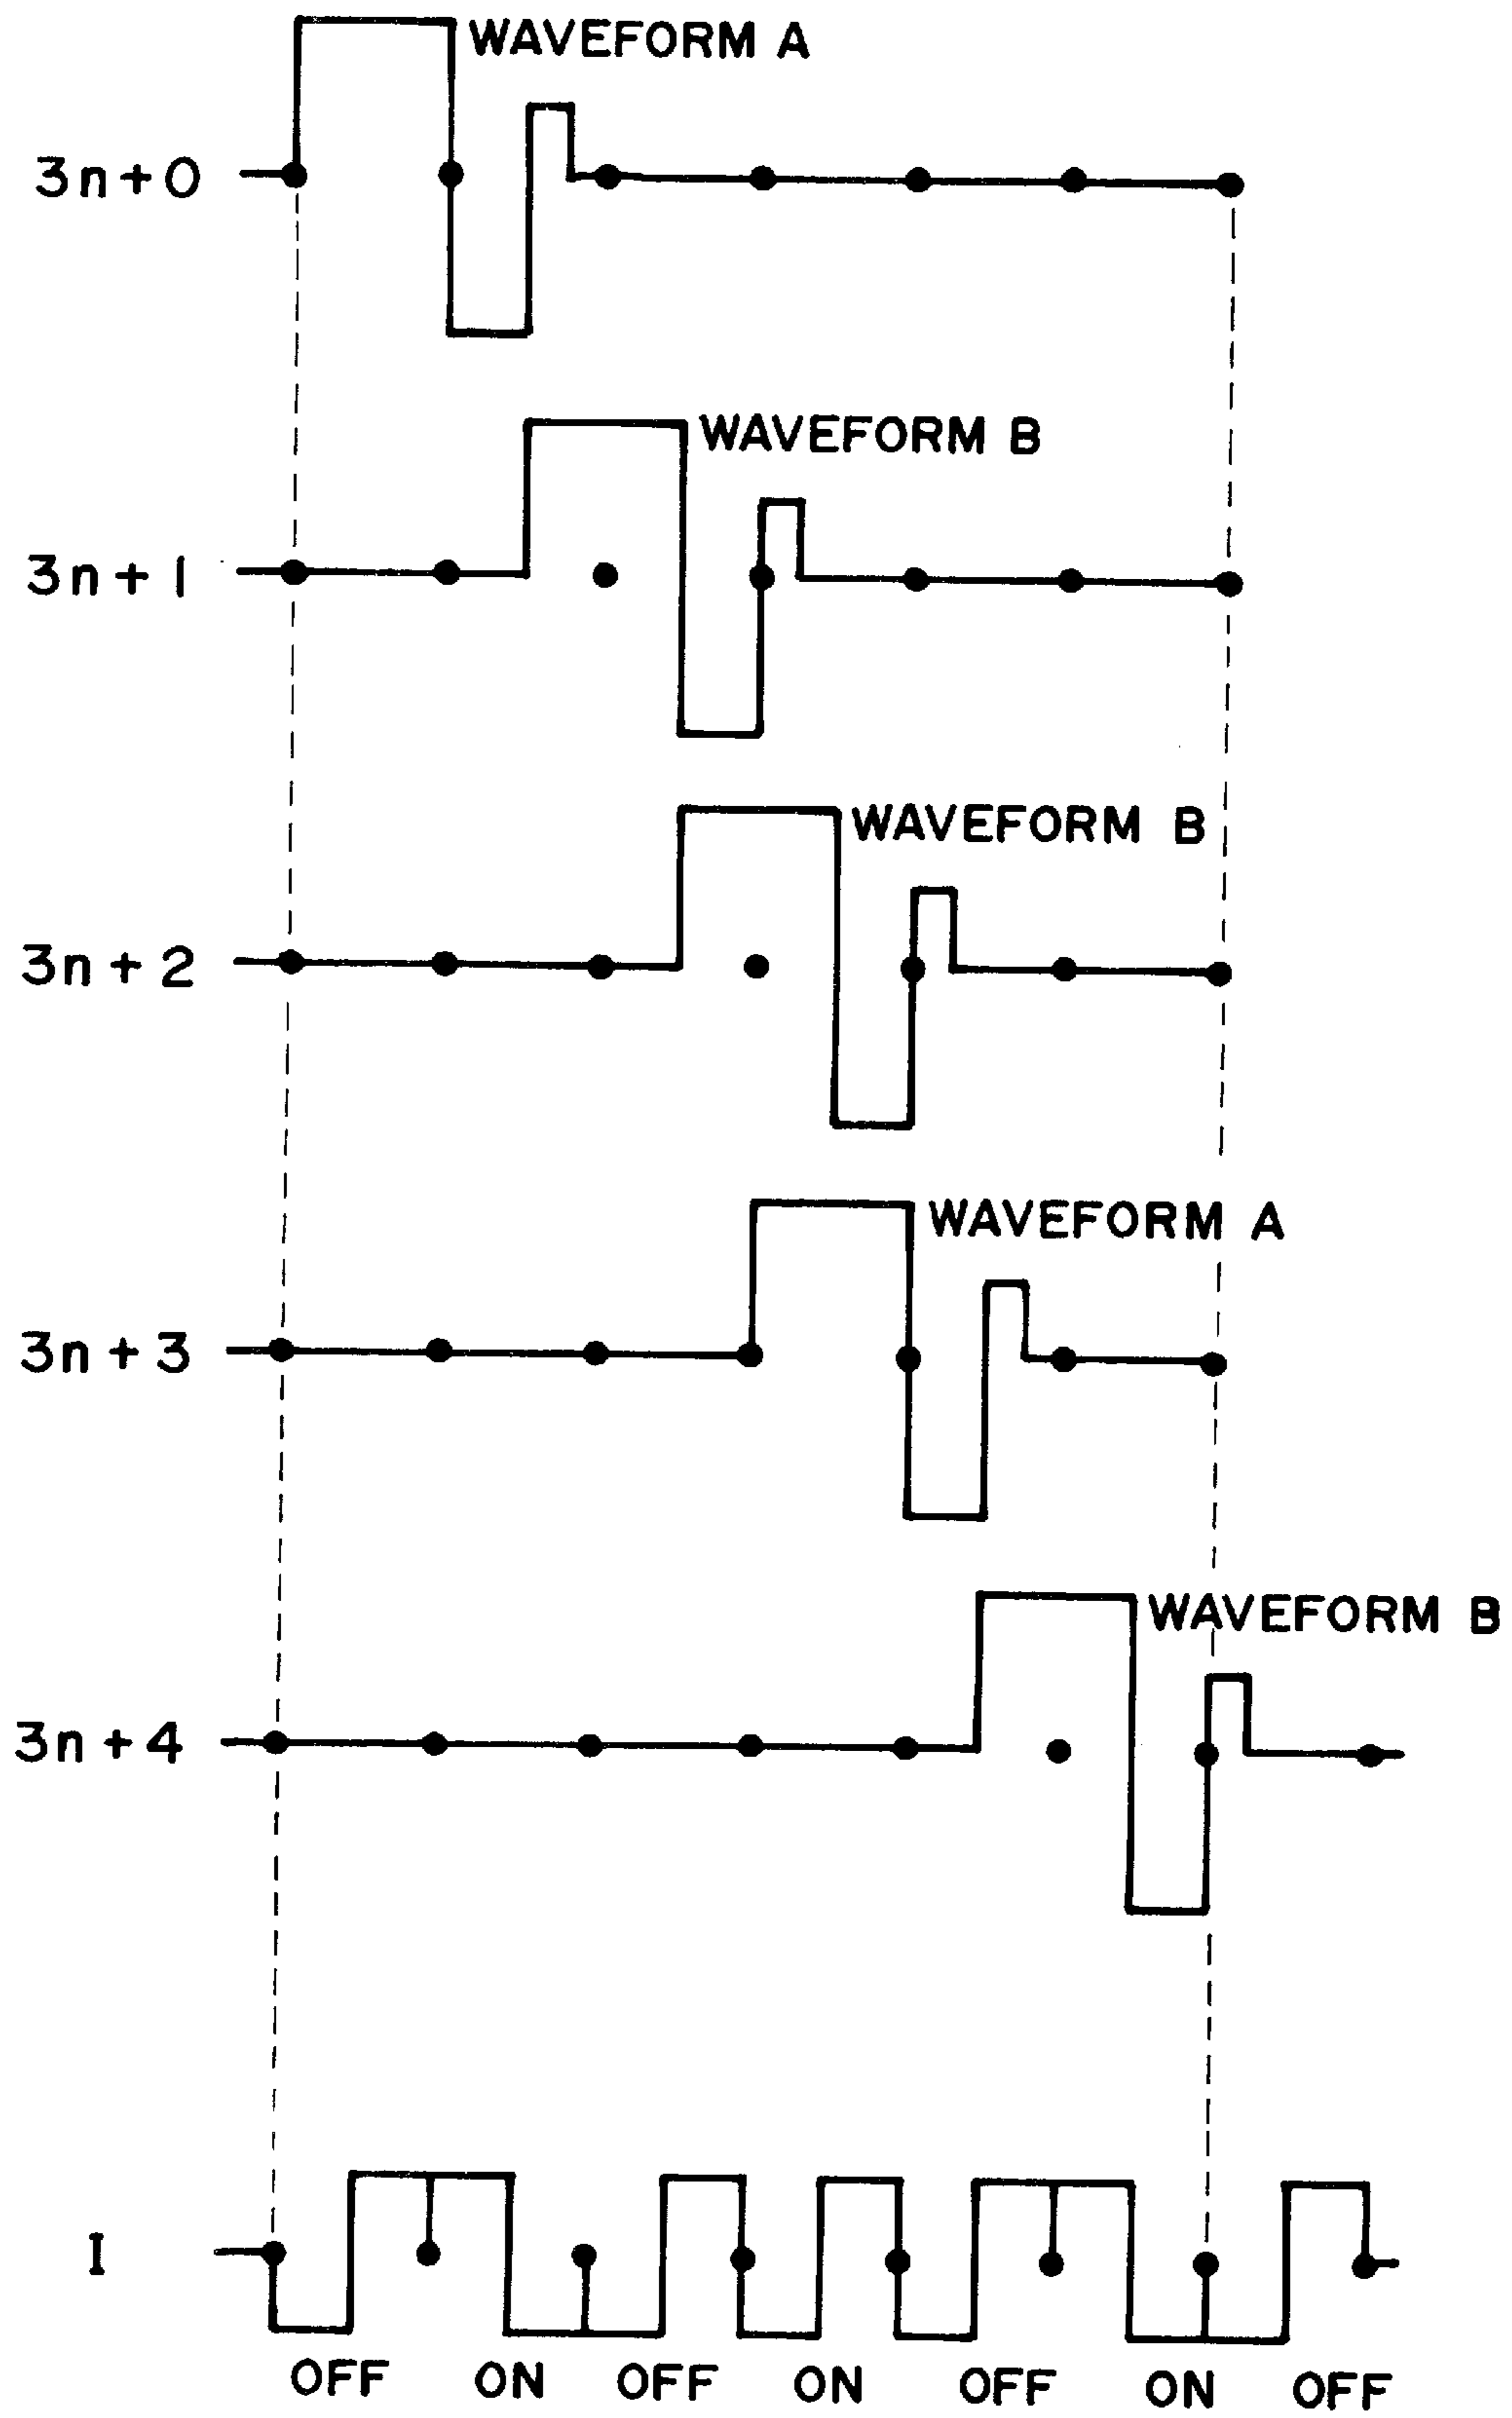 WAVEFORM A
3n+0
WAVEFORM B
3n+1
WAVEFORM B
3n+2
WAVEFORM A
3n+3
WAVEFORM B
3n+4
I
OFF ON OFF ON OFF ON OFF